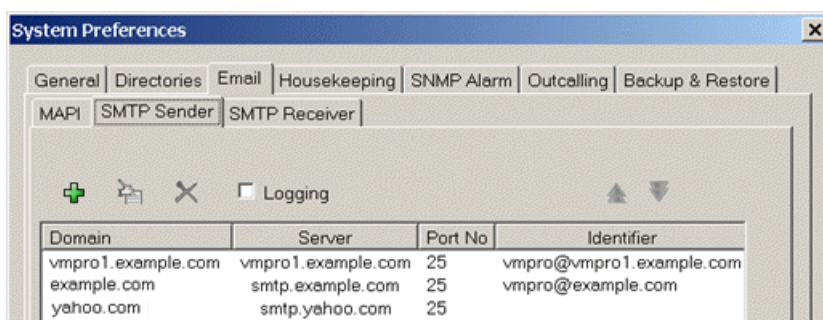 System Preferences
General Directories Email Housekeeping SNMP Alarm Outcalling Backup & Restore
MAPI SMTP Sender SMTP Receiver
Logging
Domain Server Port No Identifier
vmpro1.example.com vmpro1.example.com 25 vmpro@vmpro1.example.com
example.com smtp.example.com 25 vmpro@example.com
yahoo.com smtp.yahoo.com 25